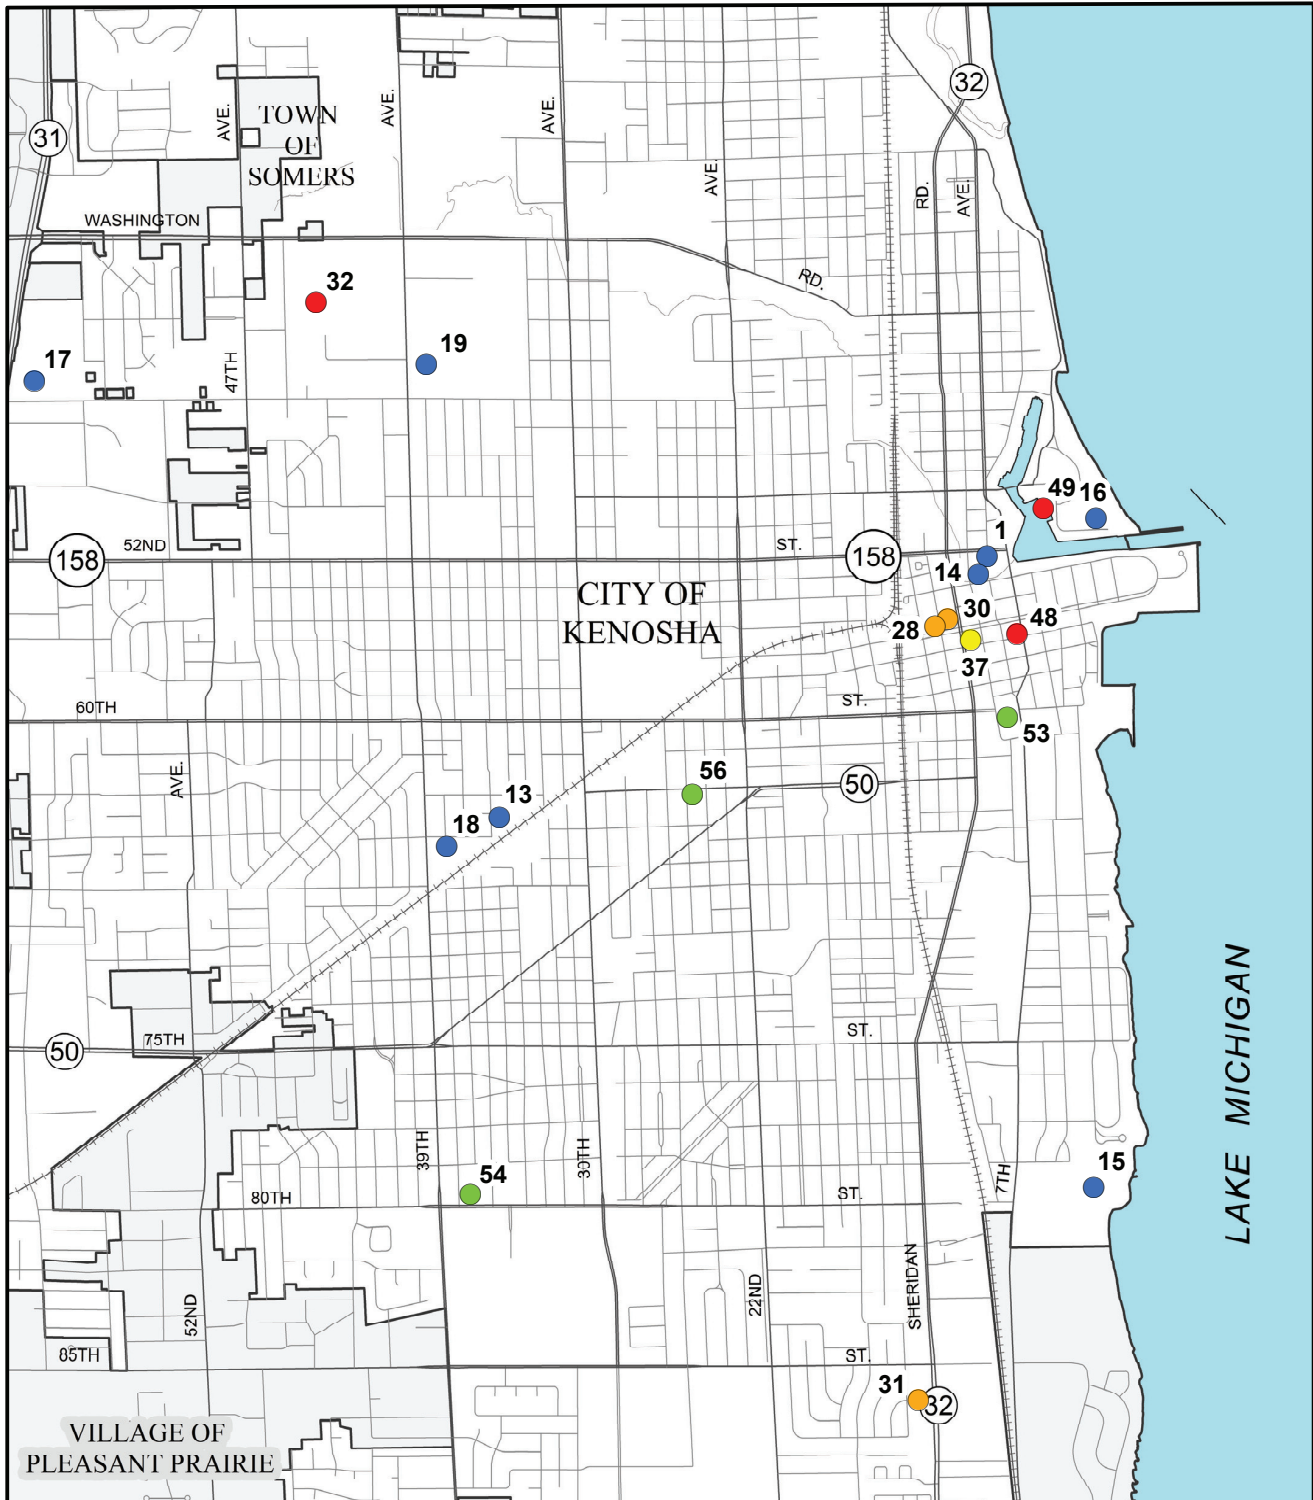 32
AVE.
AVE.
AVE.
TOWN
OF
SOMERS
31
AVE.
RD.
AVE.
WASHINGTON
RD.
32
19
17
47TH
49
16
1
52ND
ST.
158
158
14
CITY OF
KENOSHA
30
28
48
37
60TH
ST.
53
AVE.
56
50
13
18
LAKE MICHIGAN
ST.
75TH
50
39TH
30TH
7TH
15
54
80TH
ST.
22ND
SHERIDAN
52ND
85TH
ST.
31
32
VILLAGE OF
PLEASANT PRAIRIE